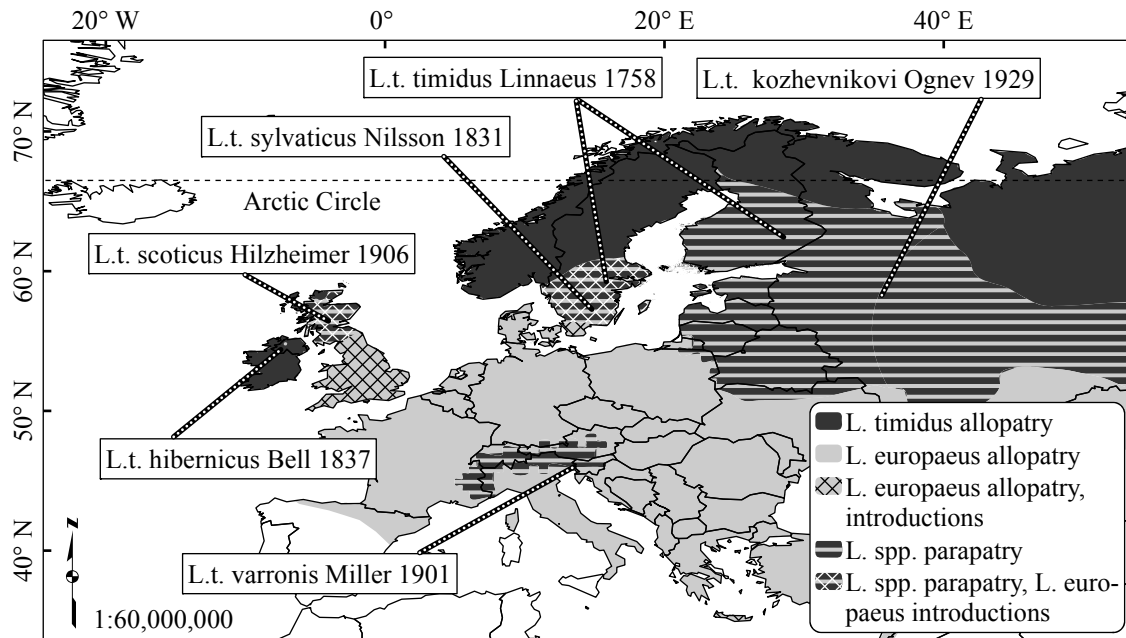 20° W 0° 20° E 40° E
L.t. timidus Linnaeus 1758
L.t. kozhevnikovi Ognev 1929
70° N
L.t. sylvaticus Nilsson 1831
Arctic Circle
L.t. scoticus Hilzheimer 1906
60° N
50° N
L.t. hibernicus Bell 1837
40° N
L.t. varronis Miller 1901
N
1:60,000,000
L. timidus allopatry
L. europaeus allopatry
L. europaeus allopatry,
introductions
L. spp. parapatry
L. spp. parapatry, L. euro-
paeus introductions